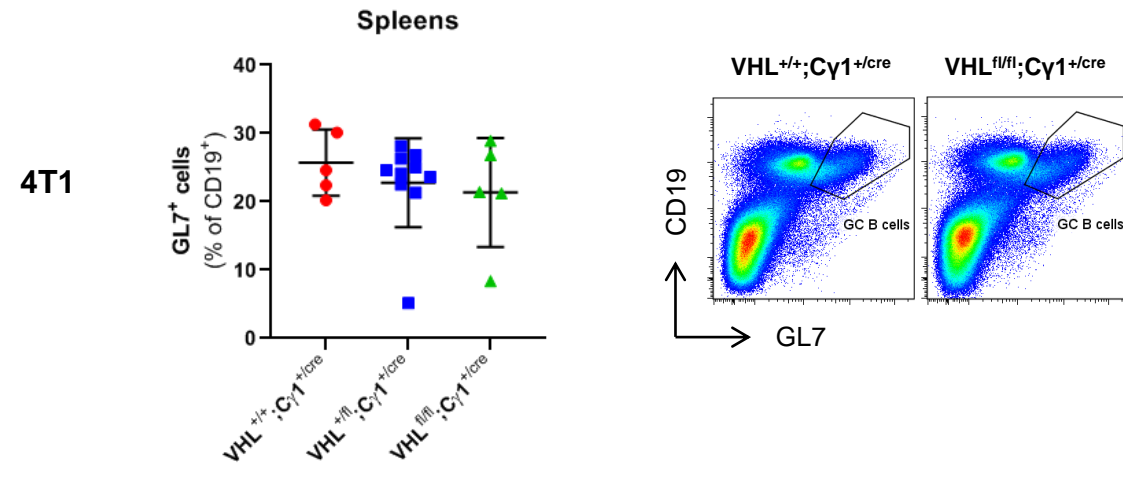 Spleens
4T1
GL7⁺ cells
(% of CD19⁺)
40
30
20
10
0
VHL⁺/⁺;Cγ1⁺/ᶜʳᵉ
VHL⁺/ᶠˡ;Cγ1⁺/ᶜʳᵉ
VHLᶠˡ/ᶠˡ;Cγ1⁺/ᶜʳᵉ
VHL⁺/⁺;Cγ1⁺/ᶜʳᵉ
VHLᶠˡ/ᶠˡ;Cγ1⁺/ᶜʳᵉ
CD19
GC B cells
GC B cells
GL7